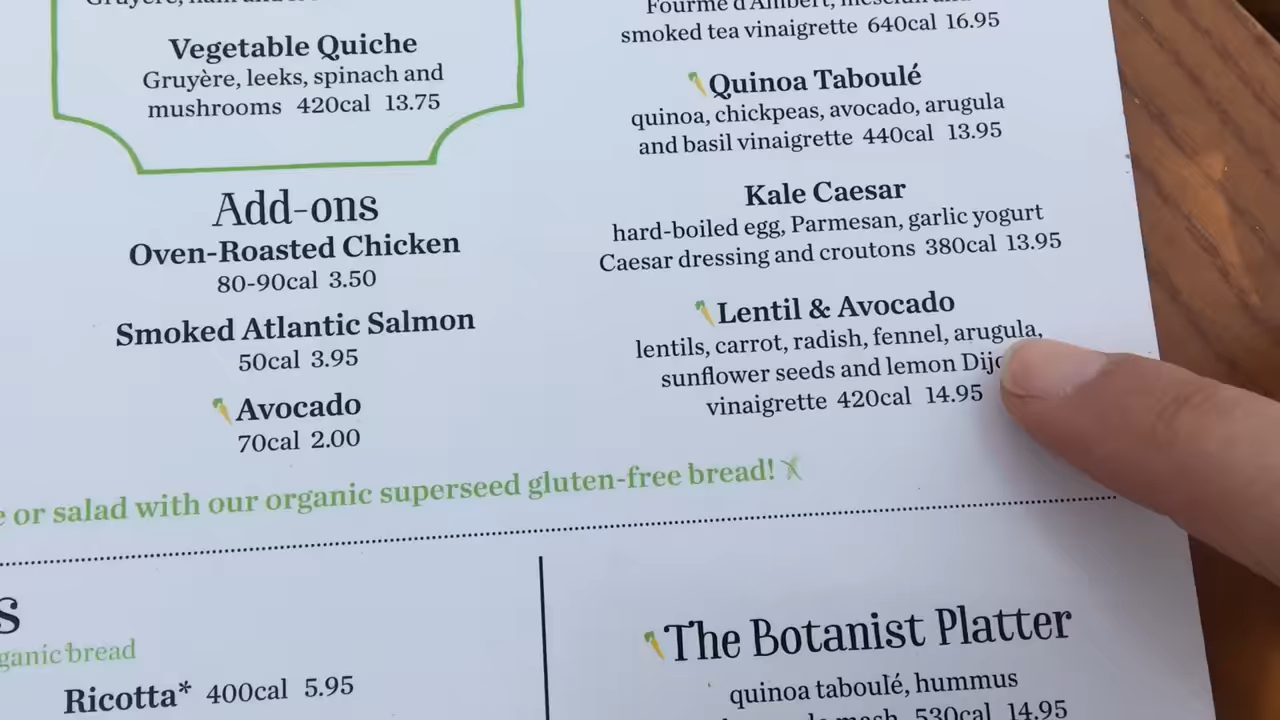 Vegetable Quiche
Gruyère, leeks, spinach and
mushrooms 420cal 13.75
Add-ons
Oven-Roasted Chicken
80-90cal 3.50
Smoked Atlantic Salmon
50cal 3.95
Avocado
70cal 2.00
smoked tea vinaigrette 640cal 16.95
Quinoa Taboulé
quinoa, chickpeas, avocado, arugula
and basil vinaigrette 440cal 13.95
Kale Caesar
hard-boiled egg, Parmesan, garlic yogurt
Caesar dressing and croutons 380cal 13.95
Lentil & Avocado
lentils, carrot, radish, fennel, arugula,
sunflower seeds and lemon
vinaigrette 420cal 14.95
or salad with our organic superseed gluten-free bread!
bread
Ricotta* 400cal 5.95
The Botanist Platter
quinoa taboulé, hummus
530cal 14.95